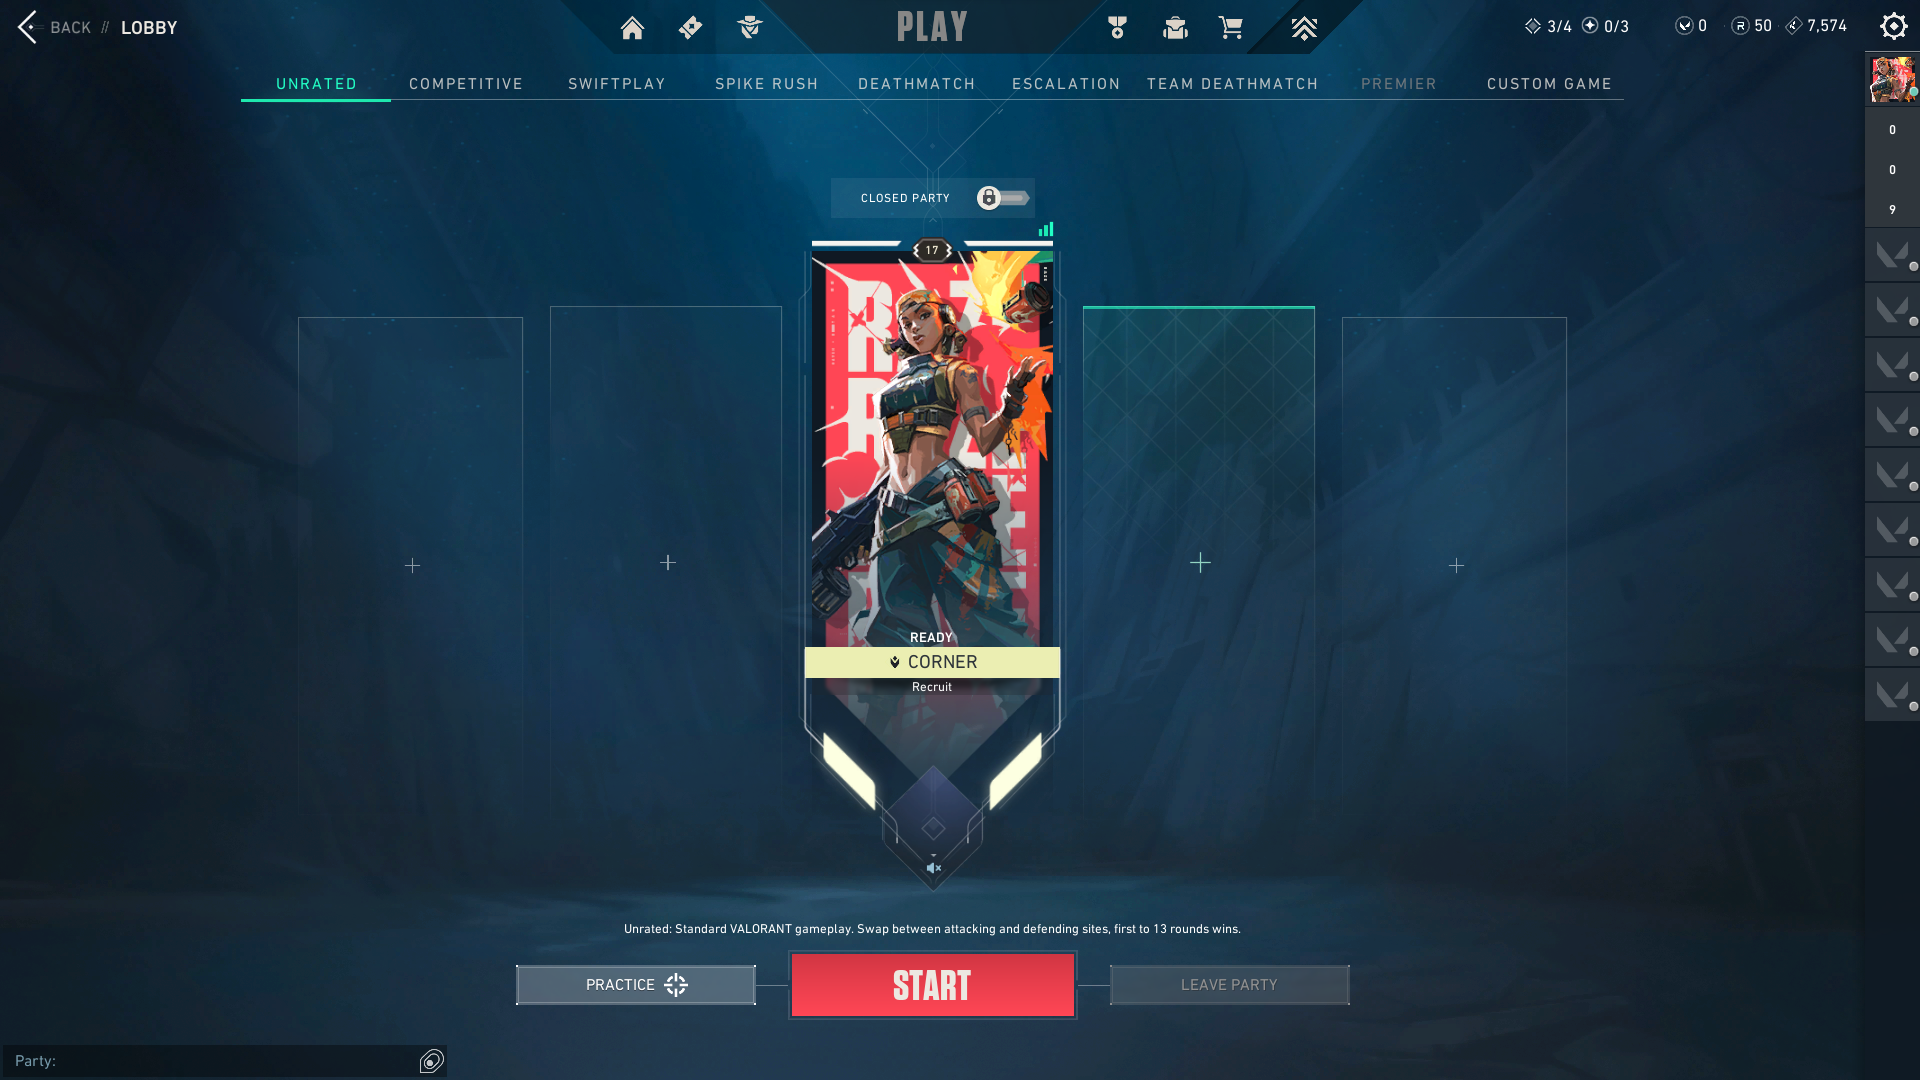 BACK // LOBBY
PLAY
3/4 0/3 0 50 7,574
UNRATED COMPETITIVE SWIFTPLAY SPIKE RUSH DEATHMATCH ESCALATION TEAM DEATHMATCH PREMIER CUSTOM GAME
0
0
9
CLOSED PARTY
17
READY
CORNER
Recruit
Unrated: Standard VALORANT gameplay. Swap between attacking and defending sites, first to 13 rounds wins.
PRACTICE START LEAVE PARTY
Party: